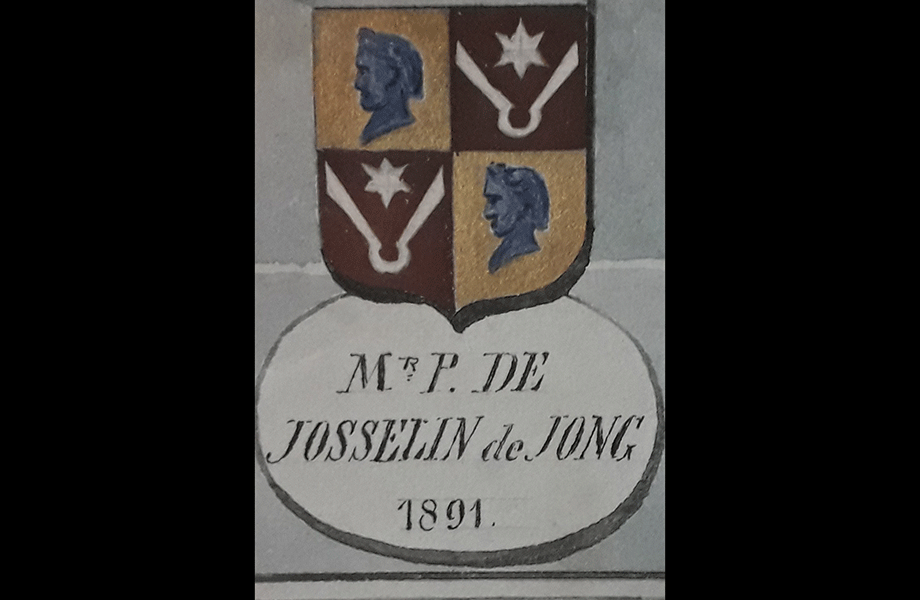 Mr. P. DE
JOSSELIN de JONG
1891.